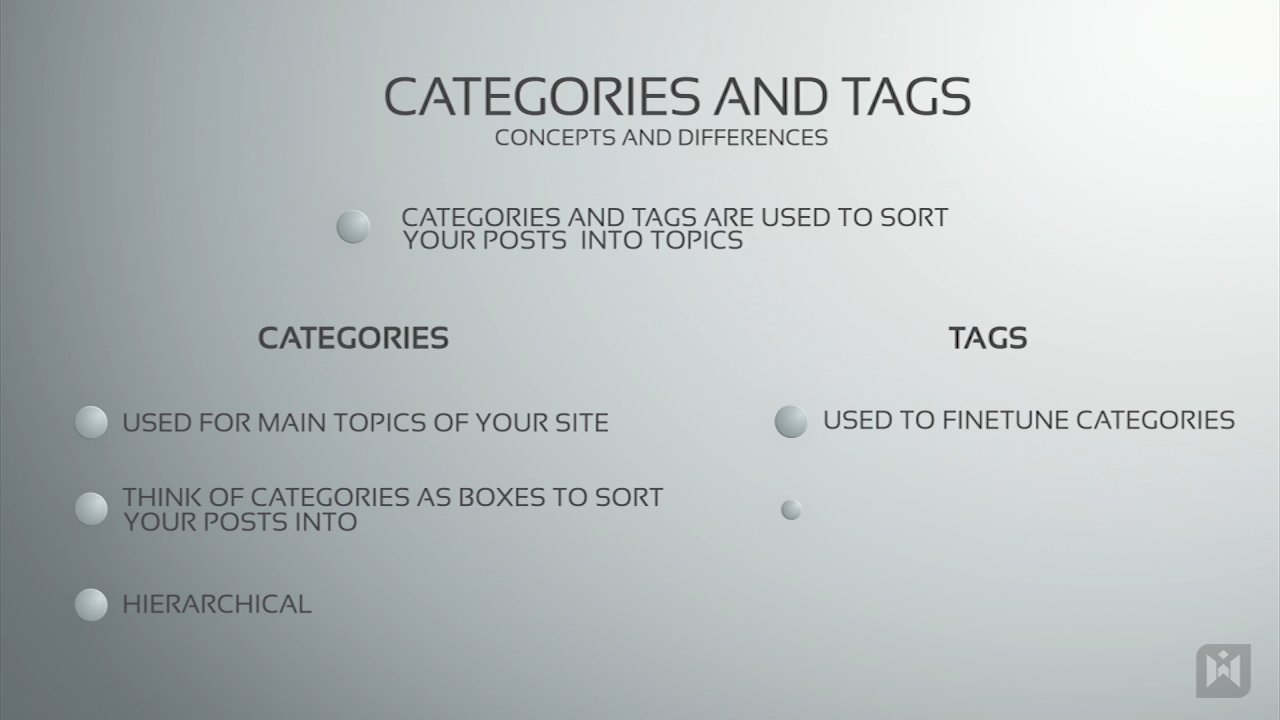 CATEGORIES AND TAGS
CONCEPTS AND DIFFERENCES
CATEGORIES AND TAGS ARE USED TO SORT
YOUR POSTS INTO TOPICS
CATEGORIES
USED FOR MAIN TOPICS OF YOUR SITE
THINK OF CATEGORIES AS BOXES TO SORT
YOUR POSTS INTO
HIERARCHICAL
TAGS
USED TO FINETUNE CATEGORIES